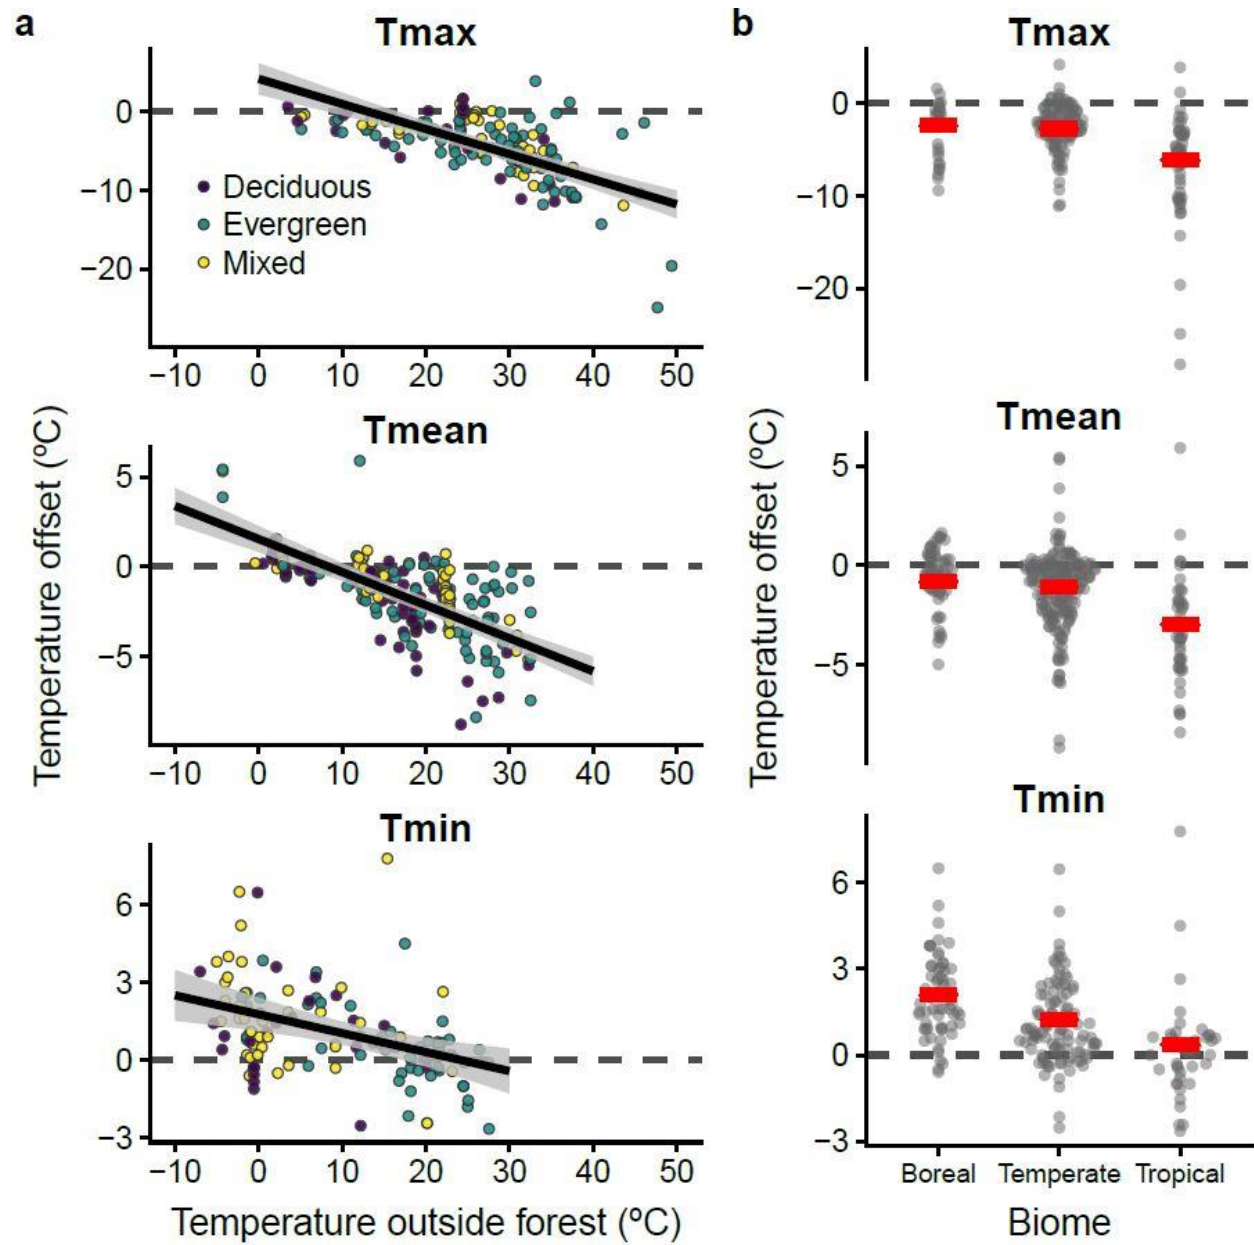 a
Tmax
0
−10
−20
Deciduous
Evergreen
Mixed
−10 0 10 20 30 40 50
Tmean
5
0
−5
−10 0 10 20 30 40 50
Tmin
6
3
0
−3
−10 0 10 20 30 40 50
Temperature offset (ºC)
Temperature outside forest (ºC)
b
Tmax
0
−10
−20
Tmean
5
0
−5
Tmin
6
3
0
−3
Boreal Temperate Tropical
Temperature offset (ºC)
Biome